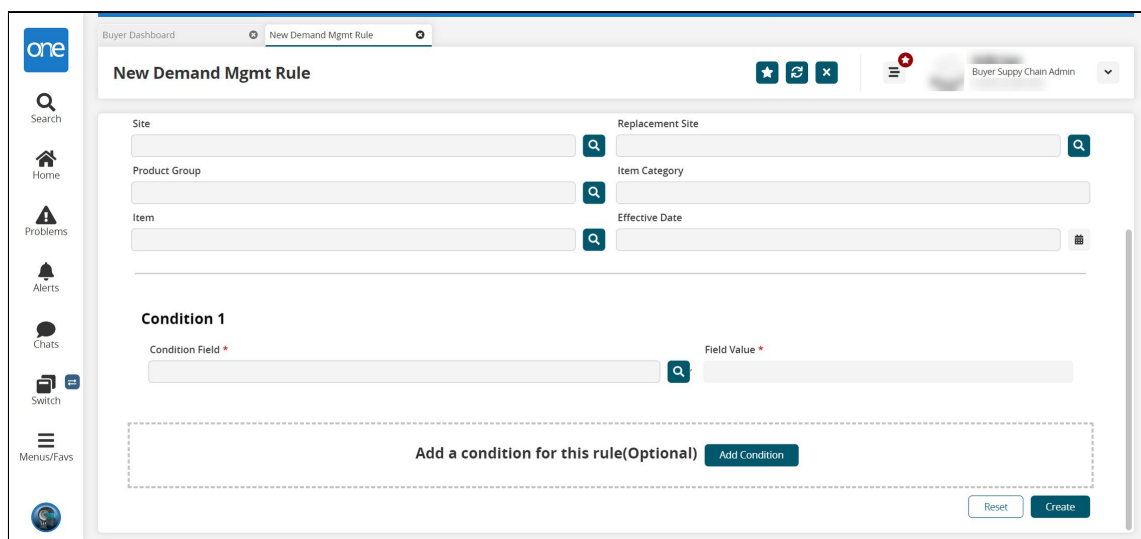 one
Buyer Dashboard
New Demand Mgmt Rule
New Demand Mgmt Rule
Buyer Suppy Chain Admin
Search
Home
Problems
Alerts
Chats
Switch
Menus/Favs
Site
Replacement Site
Product Group
Item Category
Item
Effective Date
Condition 1
Condition Field *
Field Value *
Add a condition for this rule(Optional) Add Condition
Reset Create